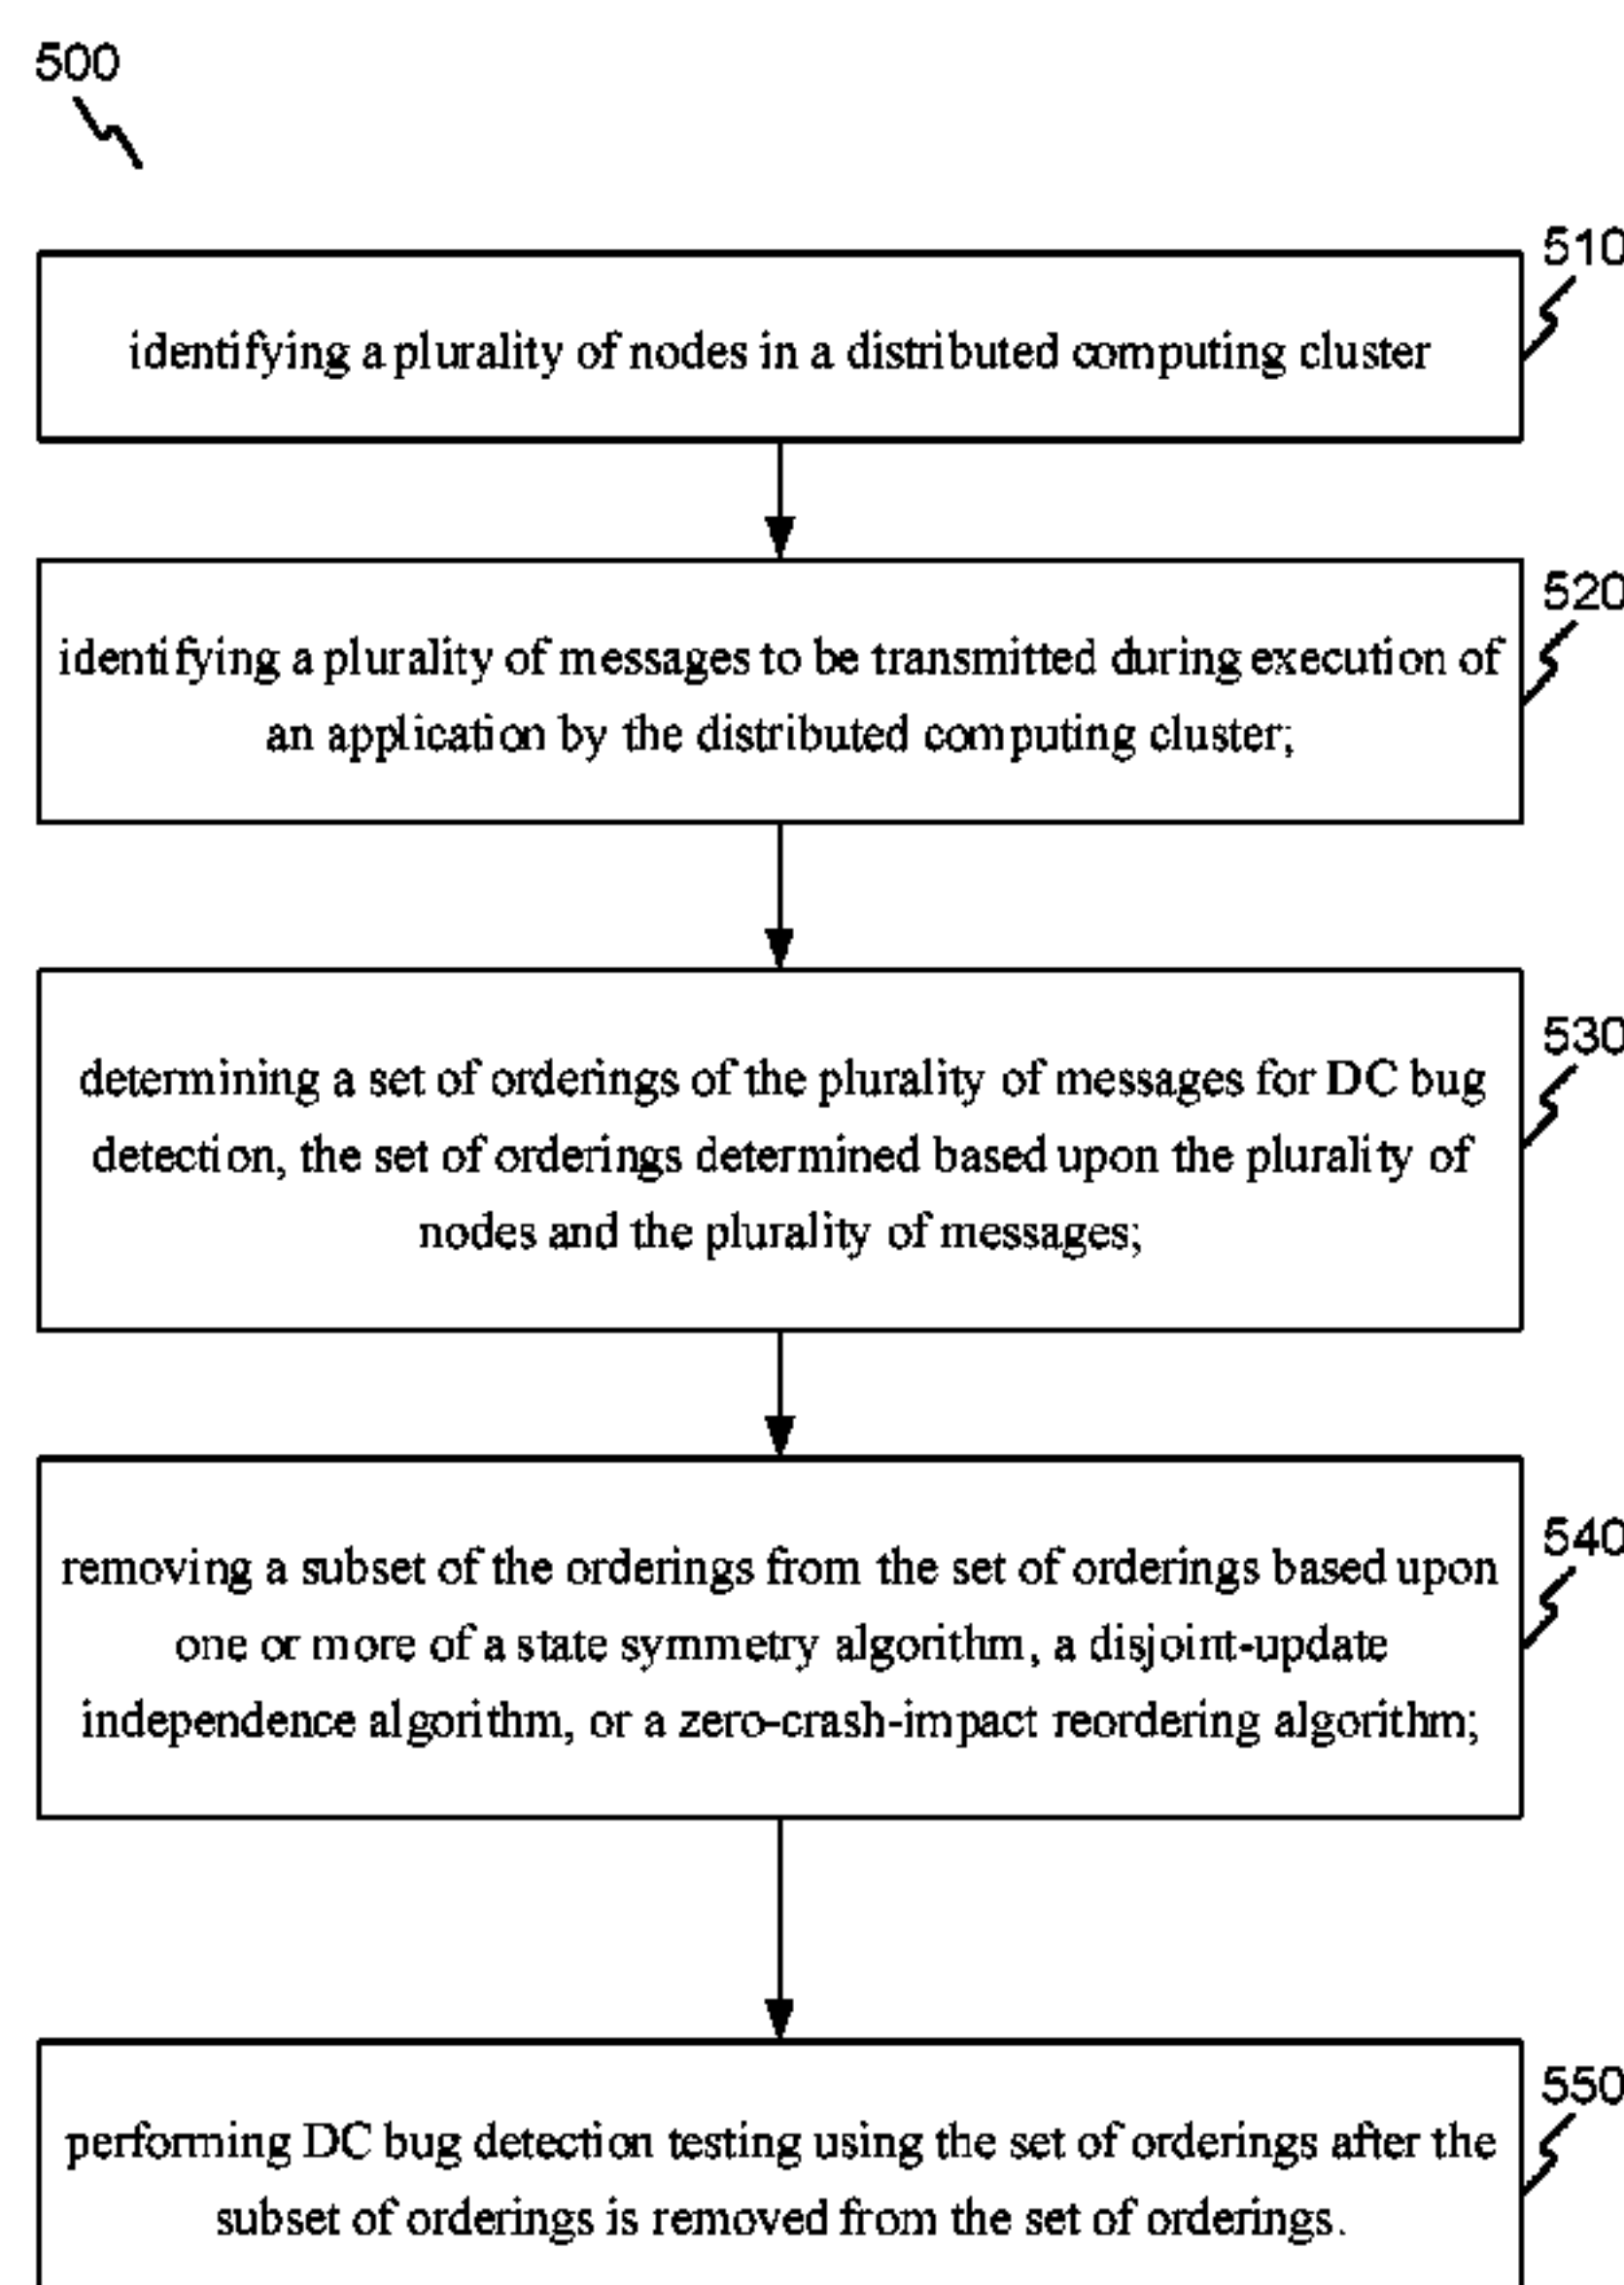 500
510
identifying a plurality of nodes in a distributed computing cluster
520
identifying a plurality of messages to be transmitted during execution of
an application by the distributed computing cluster;
530
determining a set of orderings of the plurality of messages for DC bug
detection, the set of orderings determined based upon the plurality of
nodes and the plurality of messages;
540
removing a subset of the orderings from the set of orderings based upon
one or more of a state symmetry algorithm, a disjoint-update
independence algorithm, or a zero-crash-impact reordering algorithm;
550
performing DC bug detection testing using the set of orderings after the
subset of orderings is removed from the set of orderings.